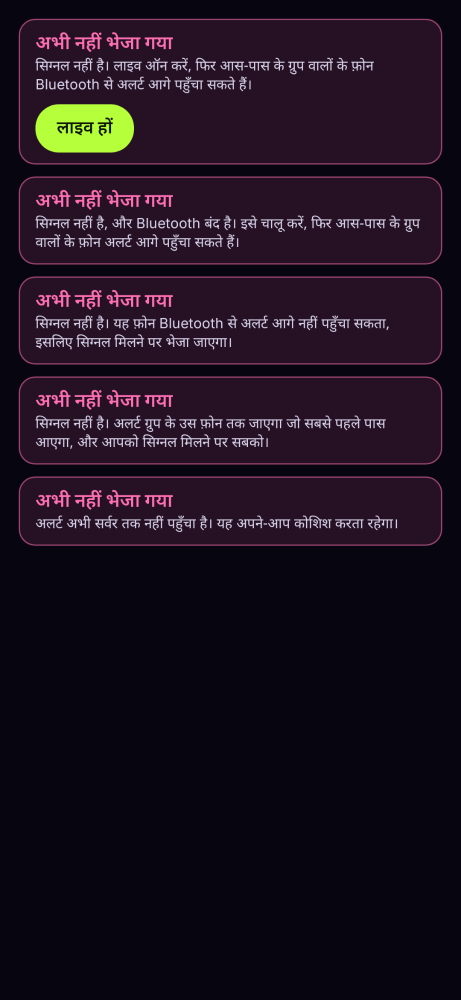 अभी नहीं भेजा गया
सिग्नल नहीं है। लाइव ऑन करें, फिर आस-पास के ग्रुप वालों के फ़ोन
Bluetooth से अलर्ट आगे पहुँचा सकते हैं।
लाइव हों
अभी नहीं भेजा गया
सिग्नल नहीं है, और Bluetooth बंद है। इसे चालू करें, फिर आस-पास के ग्रुप
वालों के फ़ोन अलर्ट आगे पहुँचा सकते हैं।
अभी नहीं भेजा गया
सिग्नल नहीं है। यह फ़ोन Bluetooth से अलर्ट आगे नहीं पहुँचा सकता,
इसलिए सिग्नल मिलने पर भेजा जाएगा।
अभी नहीं भेजा गया
सिग्नल नहीं है। अलर्ट ग्रुप के उस फ़ोन तक जाएगा जो सबसे पहले पास
आएगा, और आपको सिग्नल मिलने पर सबको।
अभी नहीं भेजा गया
अलर्ट अभी सर्वर तक नहीं पहुँचा है। यह अपने-आप कोशिश करता रहेगा।